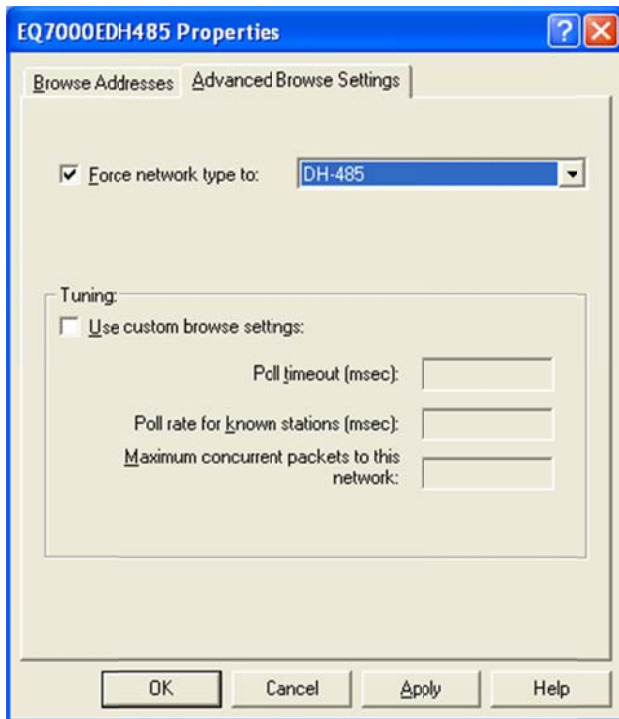 EQ7000EDH485 Properties
Browse Addresses
Advanced Browse Settings
Force network type to:
DH-485
Tuning:
Use custom browse settings:
Poll timeout (msec):
Poll rate for known stations (msec):
Maximum concurrent packets to this
network:
OK
Cancel
Apply
Help